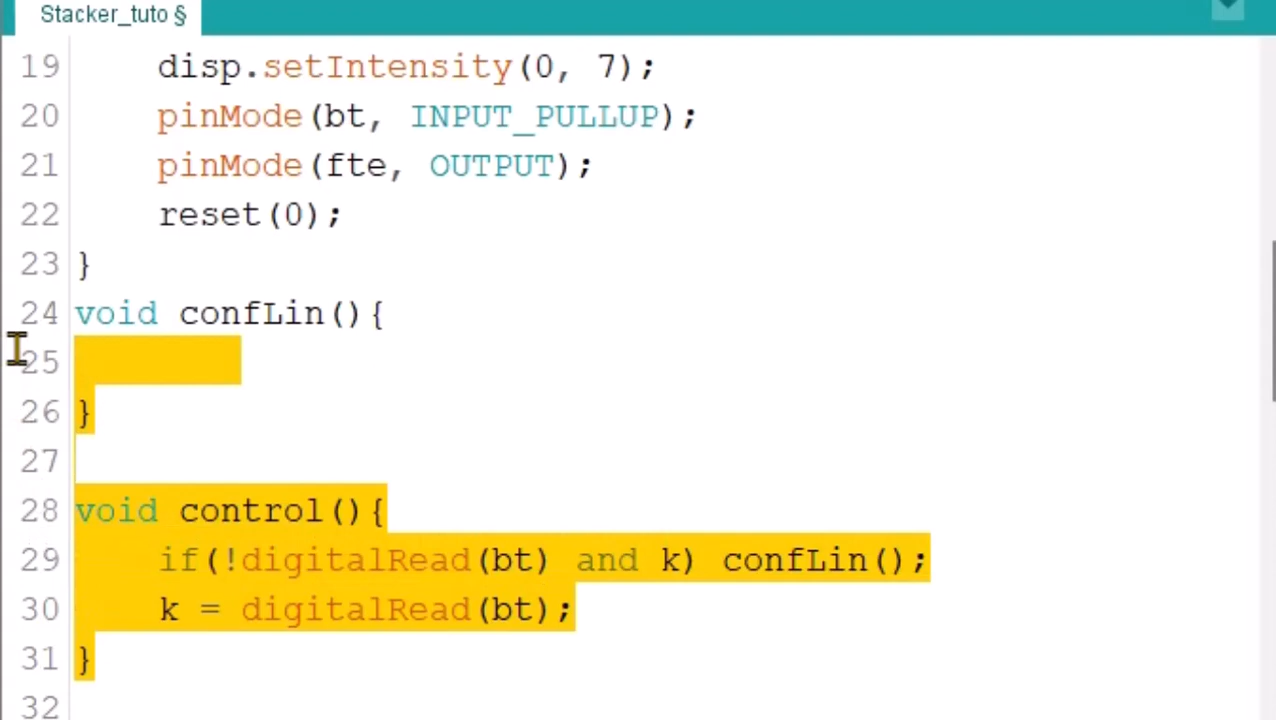 Stacker_tuto §
19 disp.setIntensity(0, 7);
20 pinMode(bt, INPUT_PULLUP);
21 pinMode(fte, OUTPUT);
22 reset(0);
23 }
24 void confLin(){
25
26 }
27
28 void control(){
29 if(!digitalRead(bt) and k) confLin();
30 k = digitalRead(bt);
31 }
32